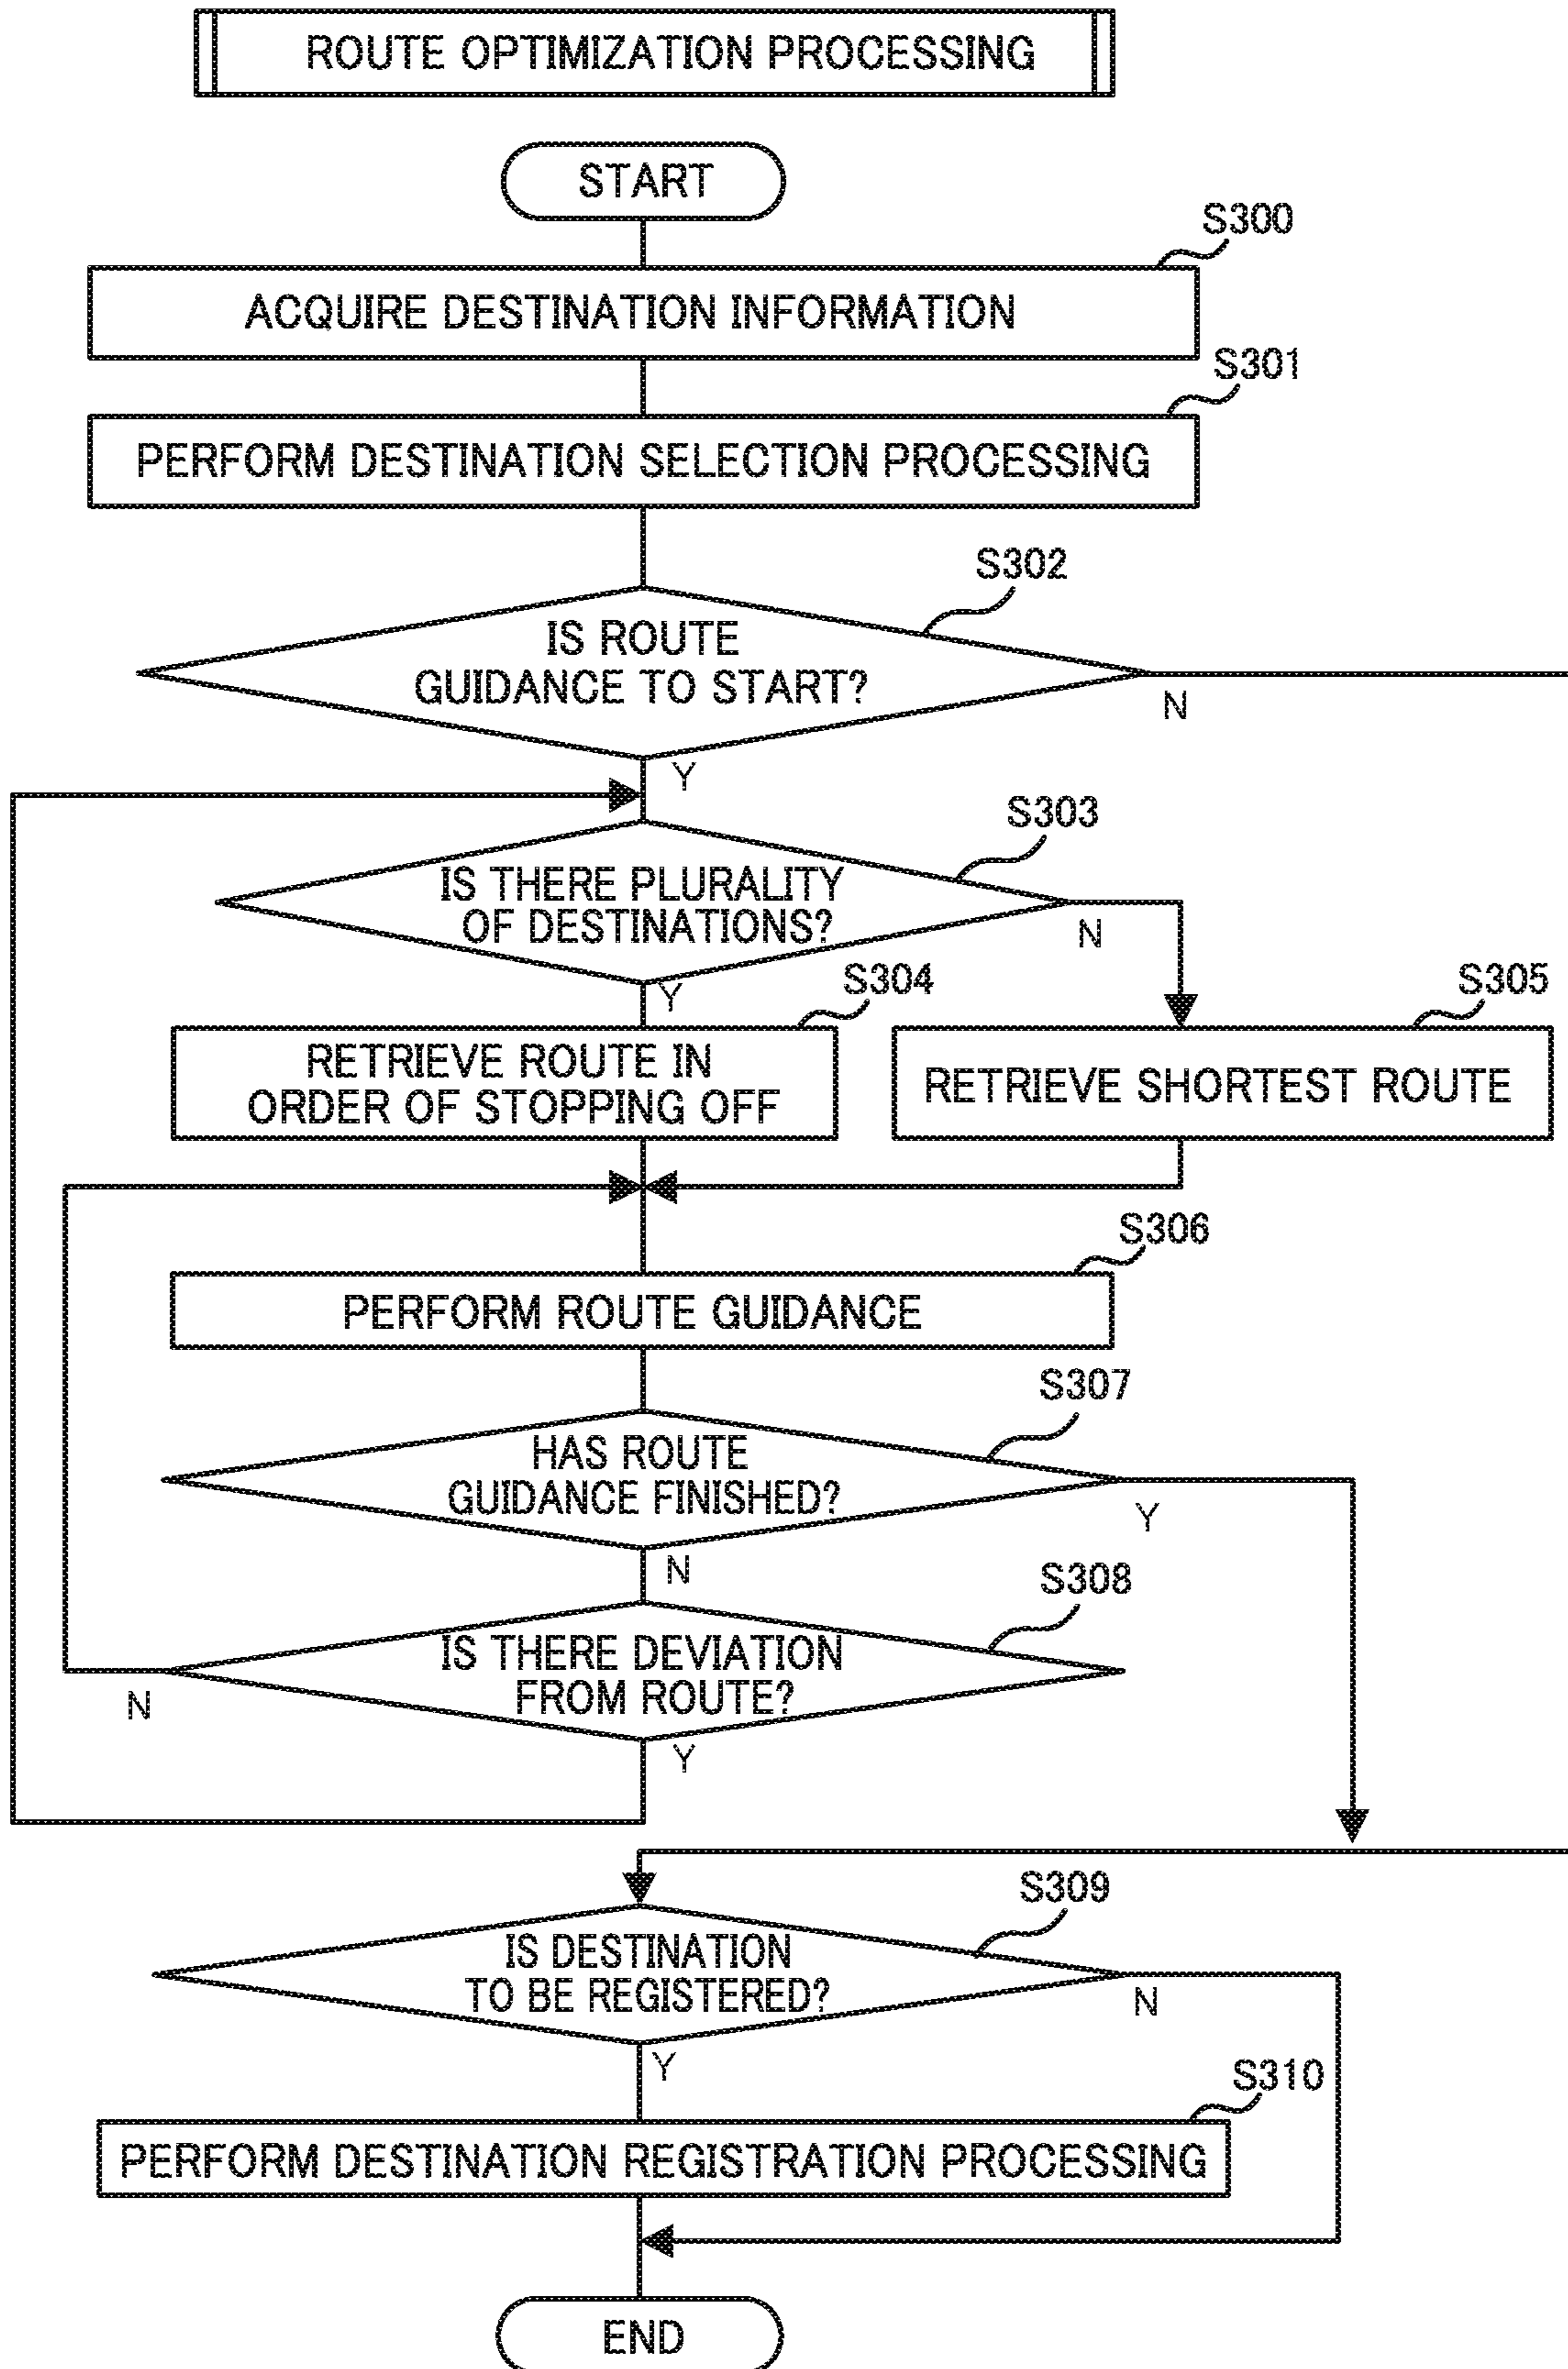 ROUTE OPTIMIZATION PROCESSING
START
S300
ACQUIRE DESTINATION INFORMATION
S301
PERFORM DESTINATION SELECTION PROCESSING
S302
IS ROUTE
GUIDANCE TO START?
N
Y
S303
IS THERE PLURALITY
OF DESTINATIONS?
N
Y
S304
S305
RETRIEVE ROUTE IN
ORDER OF STOPPING OFF
RETRIEVE SHORTEST ROUTE
S306
PERFORM ROUTE GUIDANCE
S307
HAS ROUTE
GUIDANCE FINISHED?
Y
N
S308
IS THERE DEVIATION
FROM ROUTE?
N
Y
S309
IS DESTINATION
TO BE REGISTERED?
N
Y
S310
PERFORM DESTINATION REGISTRATION PROCESSING
END